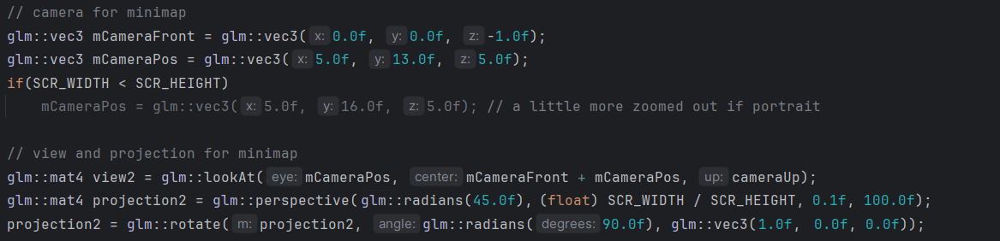 // camera for minimap
glm::vec3 mCameraFront = glm::vec3( x: 0.0f, y: 0.0f, z: -1.0f);
glm::vec3 mCameraPos = glm::vec3( x: 5.0f, y: 13.0f, z: 5.0f);
if(SCR_WIDTH < SCR_HEIGHT)
    mCameraPos = glm::vec3( x: 5.0f, y: 16.0f, z: 5.0f); // a little more zoomed out if portrait

// view and projection for minimap
glm::mat4 view2 = glm::lookAt( eye: mCameraPos, center: mCameraFront + mCameraPos, up: cameraUp);
glm::mat4 projection2 = glm::perspective(glm::radians(45.0f), (float) SCR_WIDTH / SCR_HEIGHT, 0.1f, 100.0f);
projection2 = glm::rotate( m: projection2, angle: glm::radians( degrees: 90.0f), glm::vec3(1.0f, 0.0f, 0.0f));